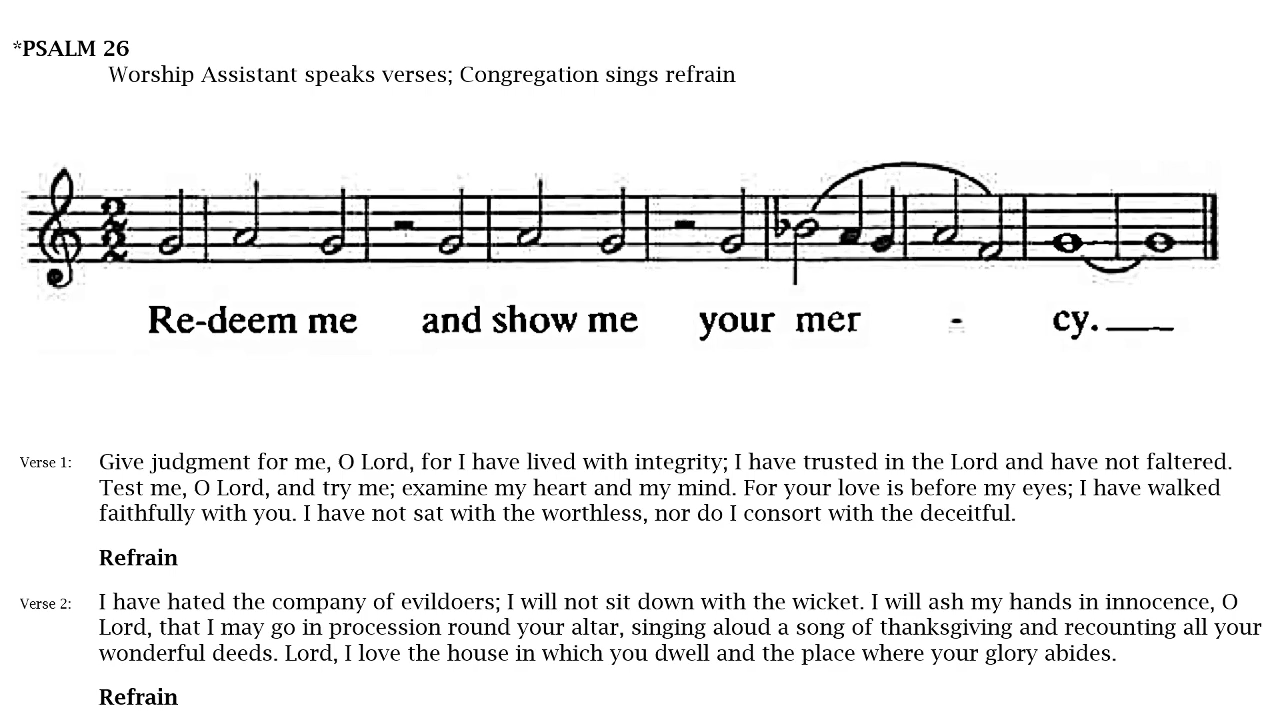 *PSALM 26
Worship Assistant speaks verses; Congregation sings refrain
Re-deem me and show me your mer - cy.
Verse 1: Give judgment for me, O Lord, for I have lived with integrity; I have trusted in the Lord and have not faltered.
Test me, O Lord, and try me; examine my heart and my mind. For your love is before my eyes; I have walked
faithfully with you. I have not sat with the worthless, nor do I consort with the deceitful.
Refrain
Verse 2: I have hated the company of evildoers; I will not sit down with the wicket. I will ash my hands in innocence, O
Lord, that I may go in procession round your altar, singing aloud a song of thanksgiving and recounting all your
wonderful deeds. Lord, I love the house in which you dwell and the place where your glory abides.
Refrain